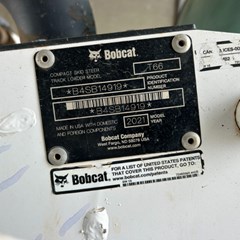 Bobcat.
COMPACT SKID STEER
TRACK LOADER MODEL
T66
*B4SB14919*
PRODUCT
IDENTIFICATION
NUMBER
*B4SB14919*
MADE IN U.S.A. WITH DOMESTIC
AND FOREIGN COMPONENTS
2021
MODEL
YEAR
Bobcat Company
West Fargo, ND 58078 USA
www.bobcat.com
Bobcat.
FOR A LIST OF UNITED STATES PATENTS
THAT COVER THIS PRODUCT, GO TO:
www.bobcat.com/patents